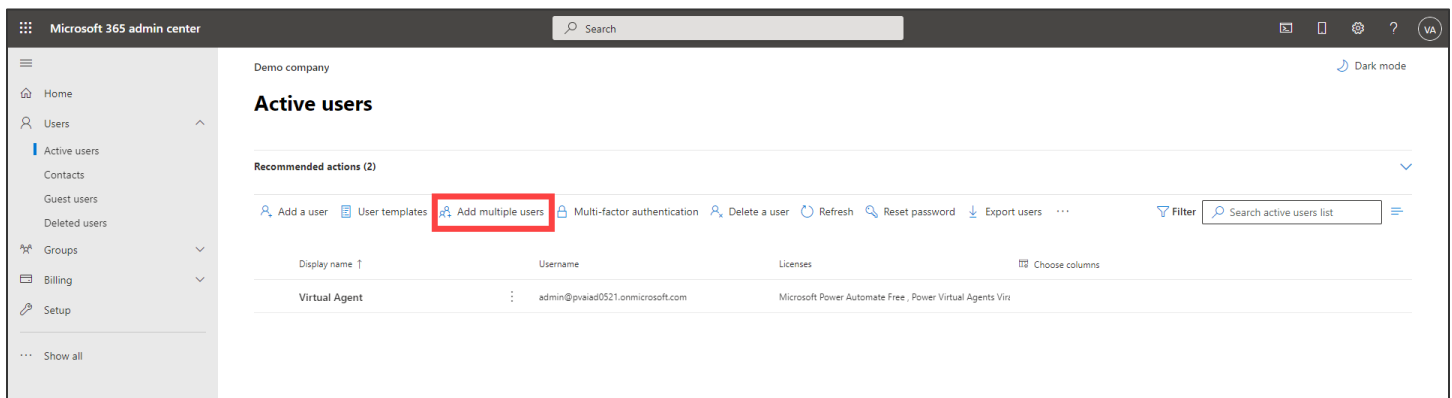 Microsoft 365 admin center
Search
VA
Demo company
Dark mode
Home
Active users
Users
Active users
Recommended actions (2)
Contacts
Guest users
Deleted users
Add a user User templates Add multiple users Multi-factor authentication Delete a user Refresh Reset password Export users ··· Filter Search active users list
Groups
Display name ↑ Username Licenses Choose columns
Billing
Virtual Agent admin@pvaiad0521.onmicrosoft.com Microsoft Power Automate Free , Power Virtual Agents Vira
Setup
··· Show all